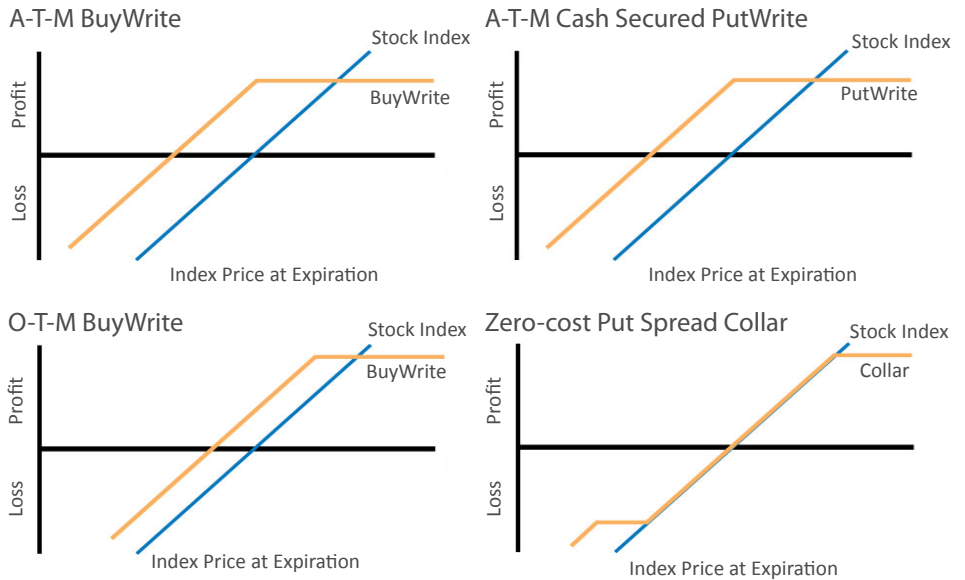 A-T-M BuyWrite
Stock Index
BuyWrite
Profit
Loss
Index Price at Expiration
A-T-M Cash Secured PutWrite
Stock Index
PutWrite
Profit
Loss
Index Price at Expiration
O-T-M BuyWrite
Stock Index
BuyWrite
Profit
Loss
Index Price at Expiration
Zero-cost Put Spread Collar
Stock Index
Collar
Profit
Loss
Index Price at Expiration